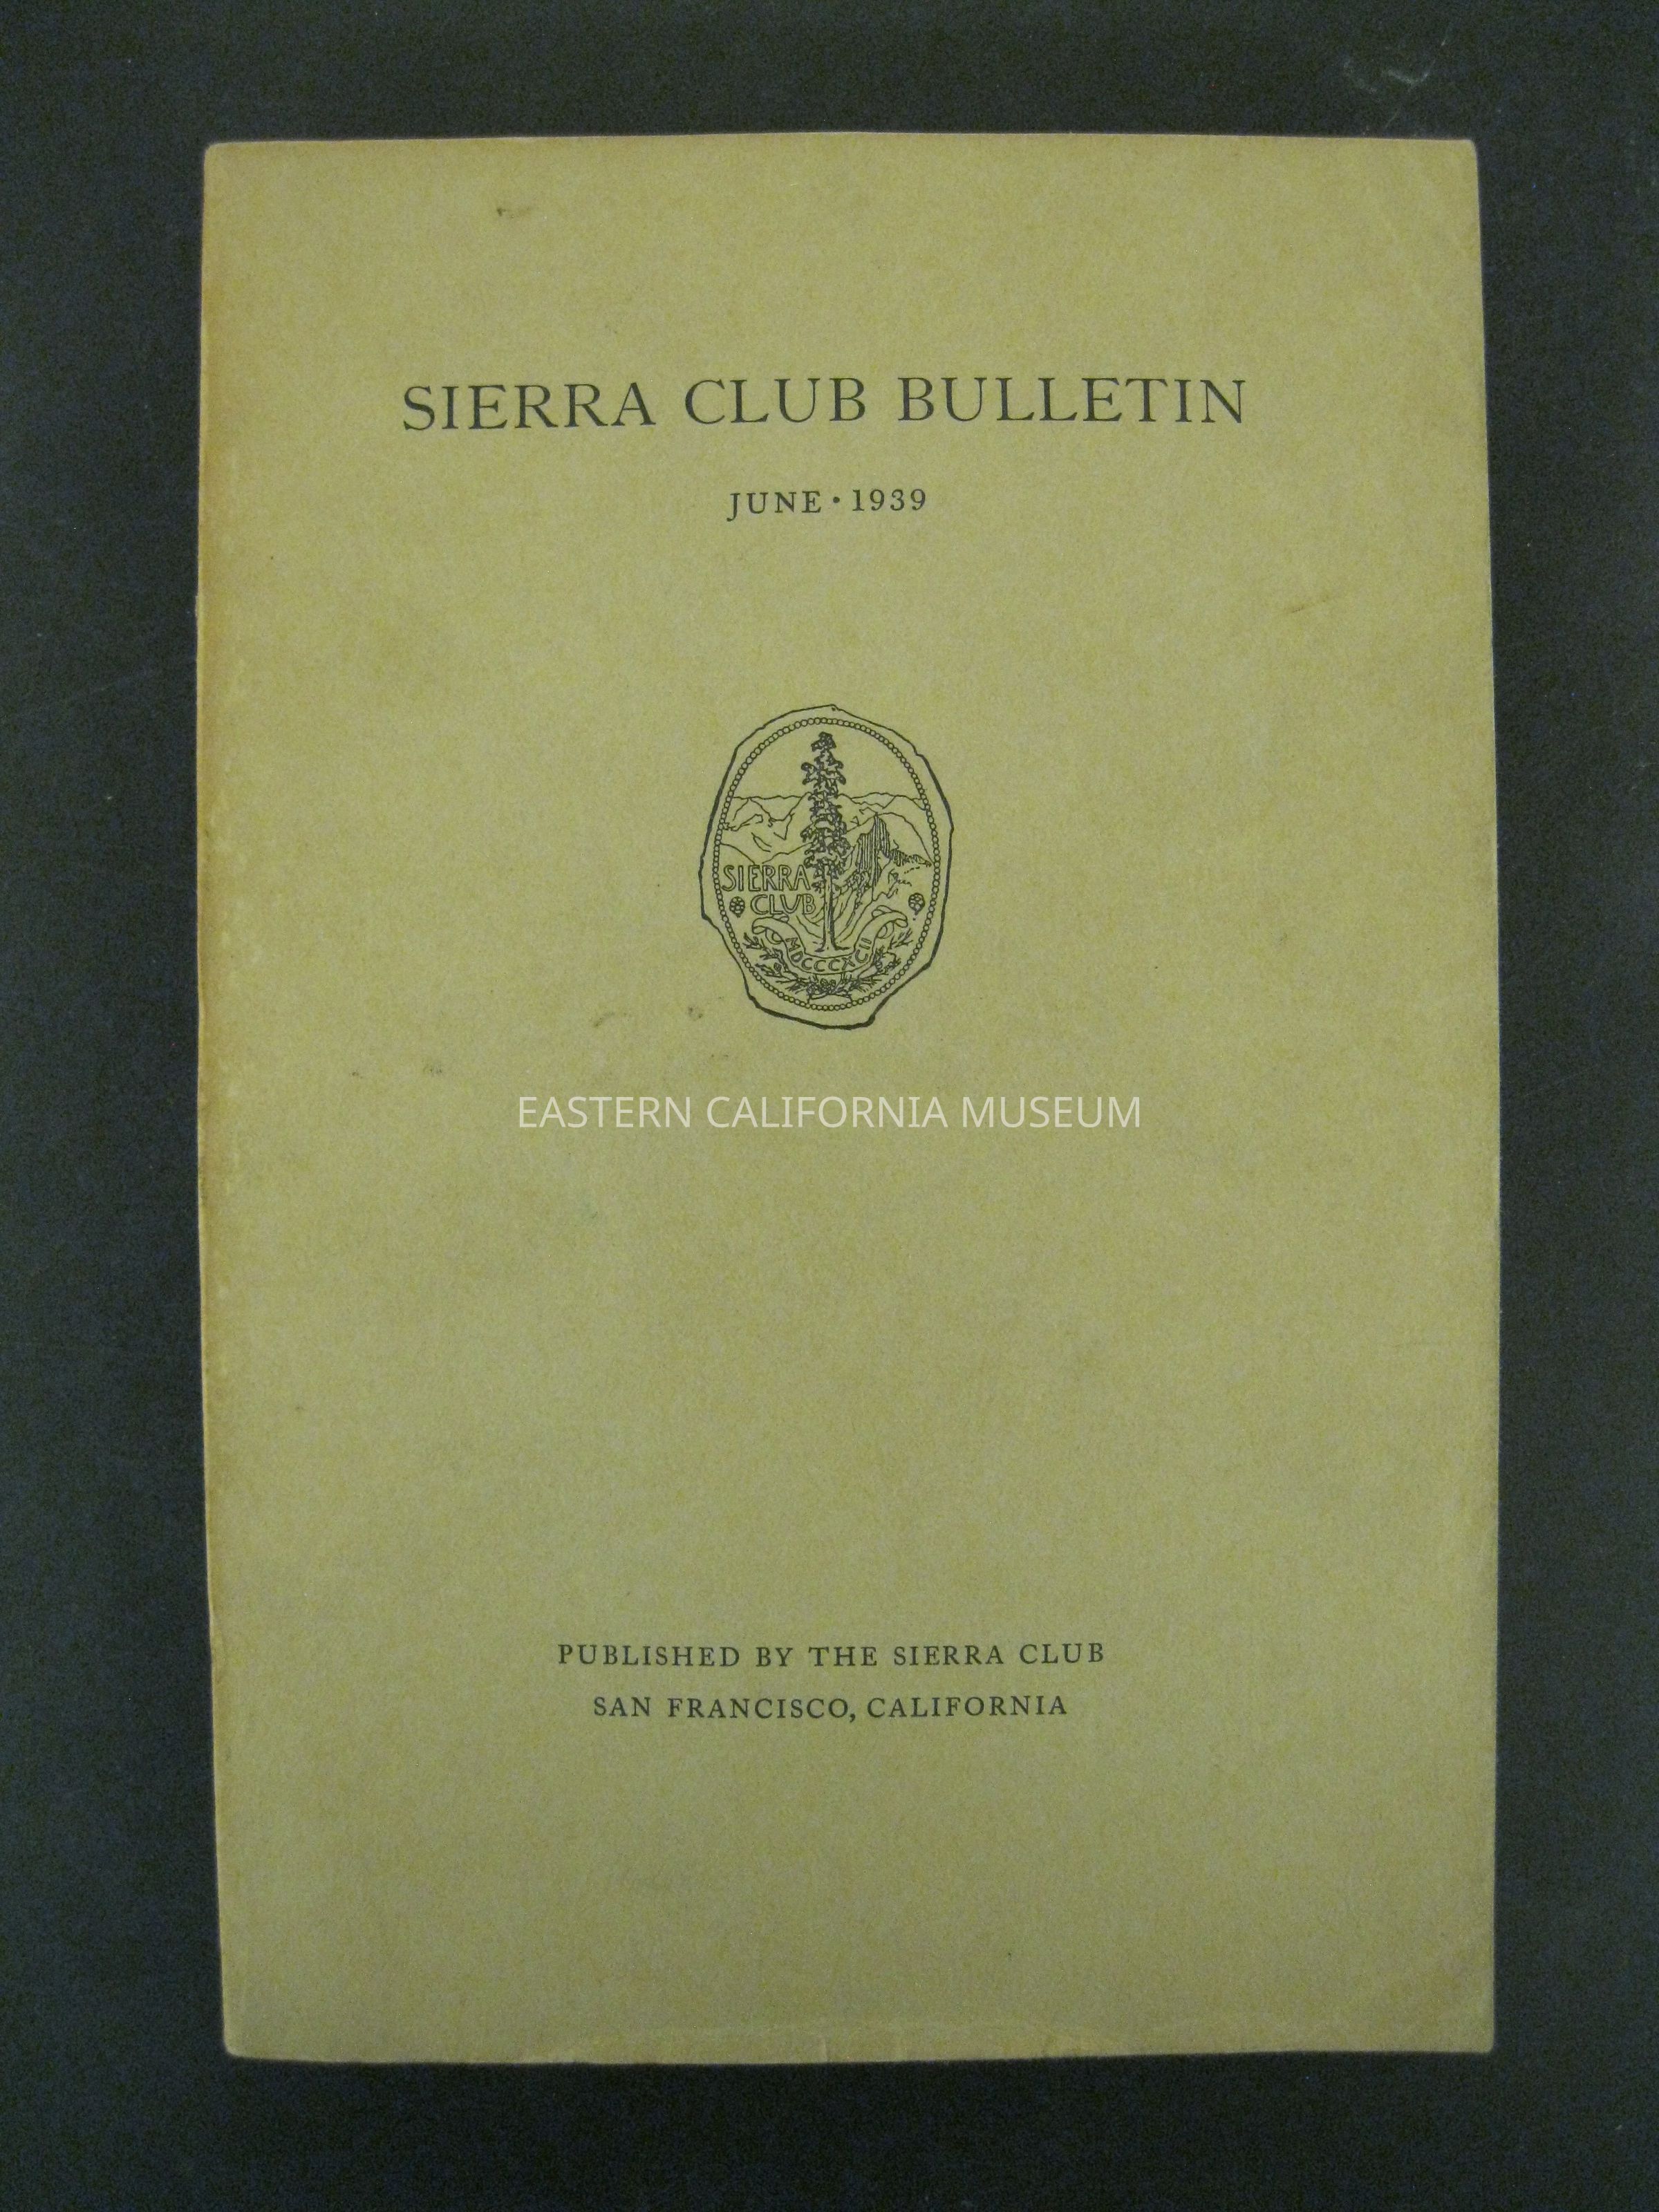 SIERRA CLUB BULLETIN
JUNE • 1939
SIERRA
CLUB
MDCCCXCII
EASTERN CALIFORNIA MUSEUM
PUBLISHED BY THE SIERRA CLUB
SAN FRANCISCO, CALIFORNIA